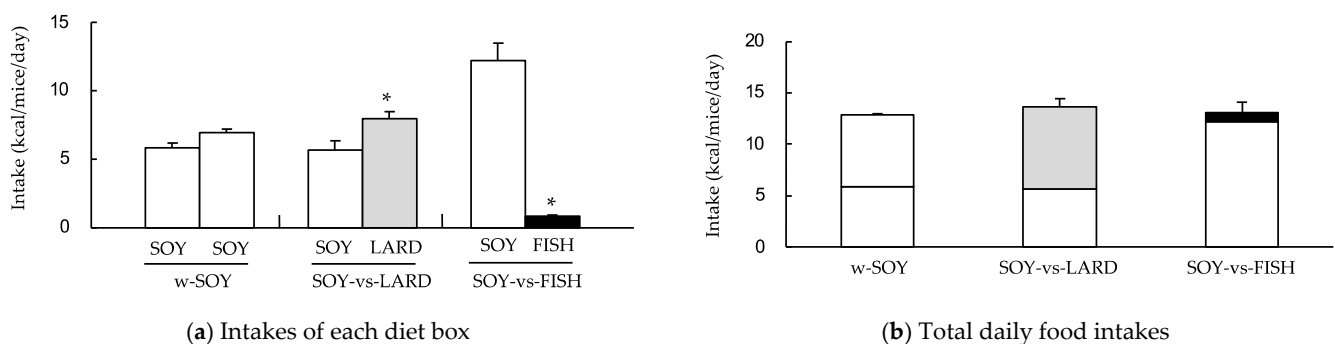 Intake (kcal/mice/day)
15
10
5
0
*
*
SOY SOY SOY LARD SOY FISH
w-SOY SOY-vs-LARD SOY-vs-FISH
(a) Intakes of each diet box
Intake (kcal/mice/day)
20
15
10
5
0
w-SOY SOY-vs-LARD SOY-vs-FISH
(b) Total daily food intakes